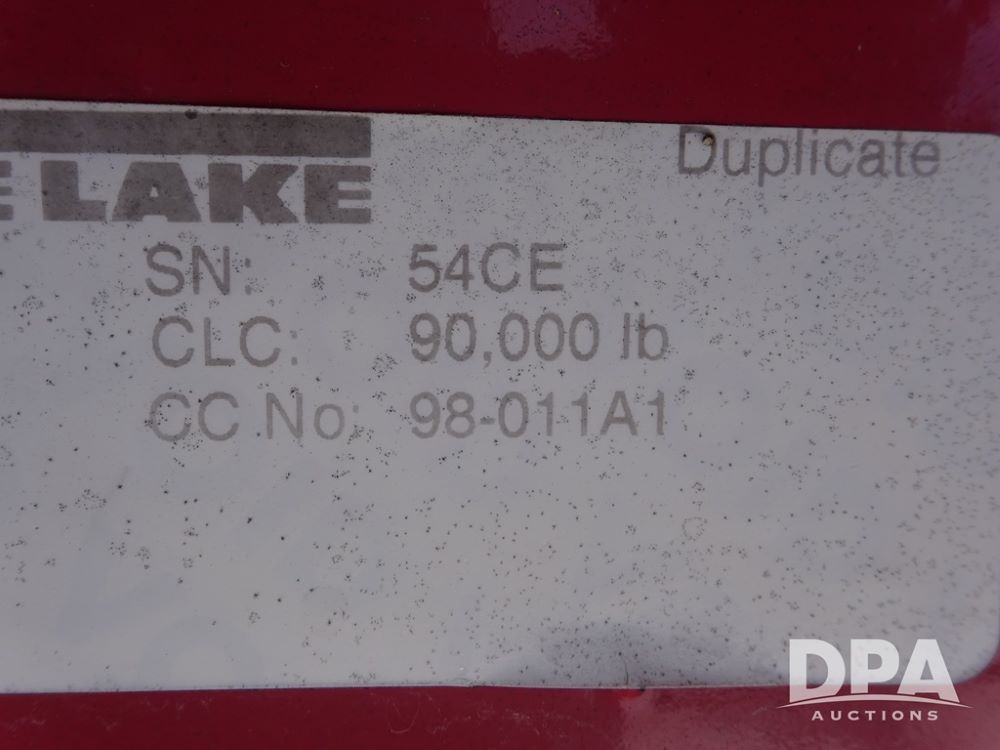 E LAKE
Duplicate
SN: 54CE
CLC: 90,000 lb
CC No: 98-011A1
DPA
AUCTIONS